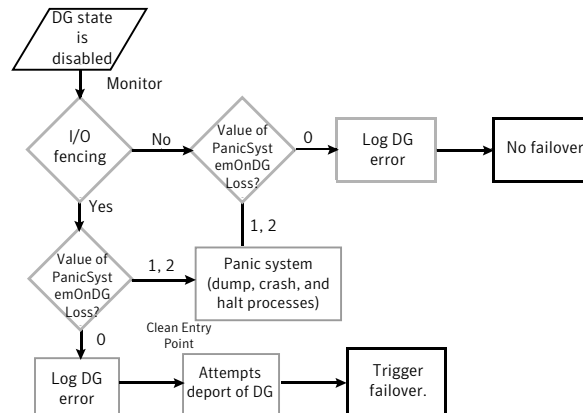 DG state
is
disabled
Monitor
I/O
fencing
No
Value of
PanicSyst
emOnDG
Loss?
0
Log DG
error
No failover
Yes
1, 2
Value of
PanicSyst
emOnDG
Loss?
1, 2
Panic system
(dump, crash, and
halt processes)
0
Clean Entry
Point
Log DG
error
Attempts
deport of DG
Trigger
failover.